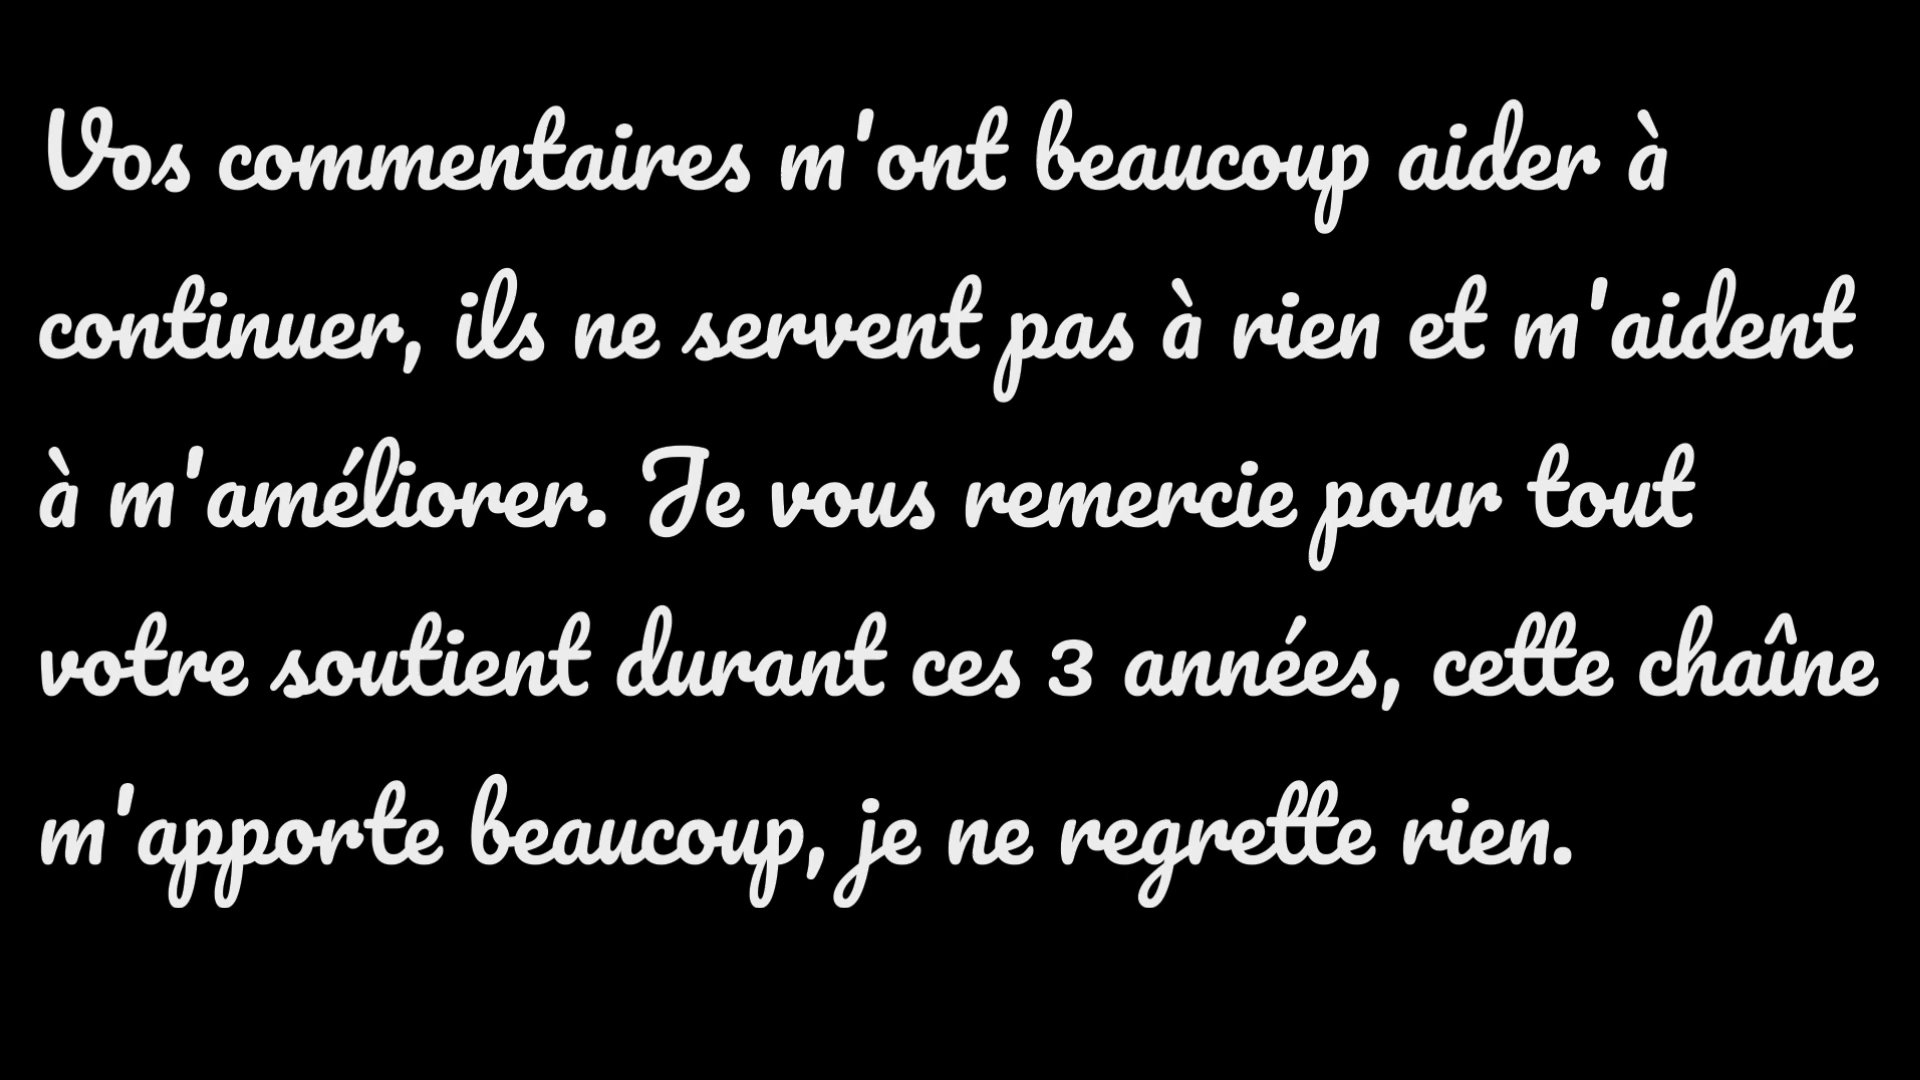 Vos commentaires m'ont beaucoup aider à
continuer, ils ne servent pas à rien et m'aident
à m'améliorer. Je vous remercie pour tout
votre soutient durant ces 3 années, cette chaîne
m'apporte beaucoup, je ne regrette rien.